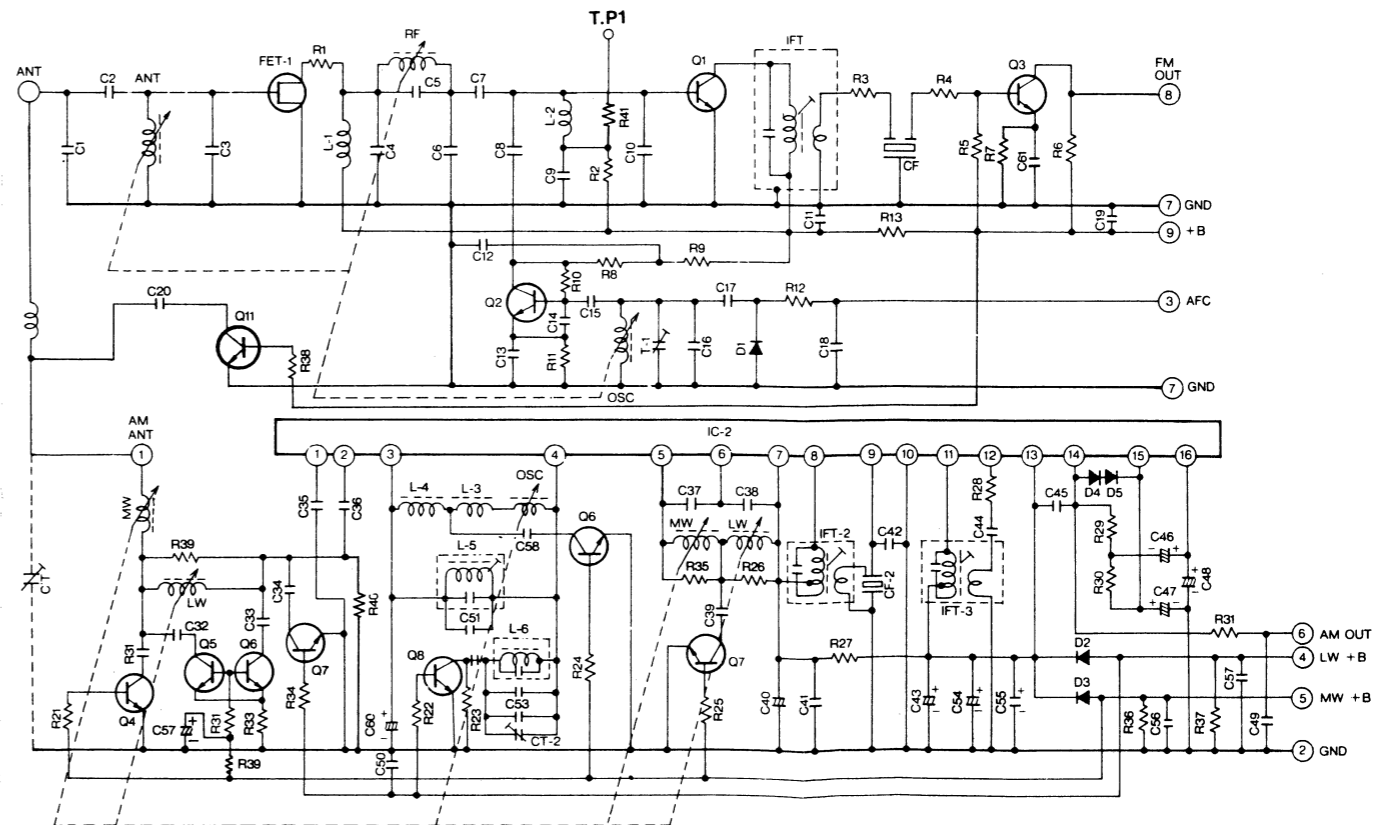 T.P1
RF
IFT
ANT
C2
ANT
FET-1
R1
C5
C7
L-2
R41
Q1
R3
R4
Q3
FM OUT
8
C1
C3
L-1
C4
C6
C8
C9
R2
C10
CF
R5
R7
C61
R6
7 GND
C11
R13
C19
9 +B
C12
R8
R9
R10
C20
Q2
C14
C15
C17
R12
3 AFC
Q11
R38
C13
R11
T-1
C16
D1
C18
7 GND
OSC
AM ANT
IC-2
1
1
2
3
4
5
6
7
8
9
10
11
12
13
14
15
16
MW
C35
C36
L-4
L-3
OSC
C37
C38
R28
C45
D4
D5
R39
C58
Q6
MW
LW
IFT-2
C42
C44
R29
C46
- +
L-5
R35
R26
CF-2
IFT-3
R30
C47
- +
C48
+
-
CT
LW
C34
R40
C51
C39
C32
C33
L-6
R31
R31
Q5
Q6
Q7
Q8
R24
Q7
R27
D2
6 AM OUT
4 LW +B
C53
D3
C57
5 MW +B
R21
Q4
C57
+
-
R31
R33
R34
C60
+
-
R22
R23
CT-2
R25
C40
C41
C43
+
-
C54
+
-
C55
+
-
R36
C56
R37
C49
2 GND
R39
C50